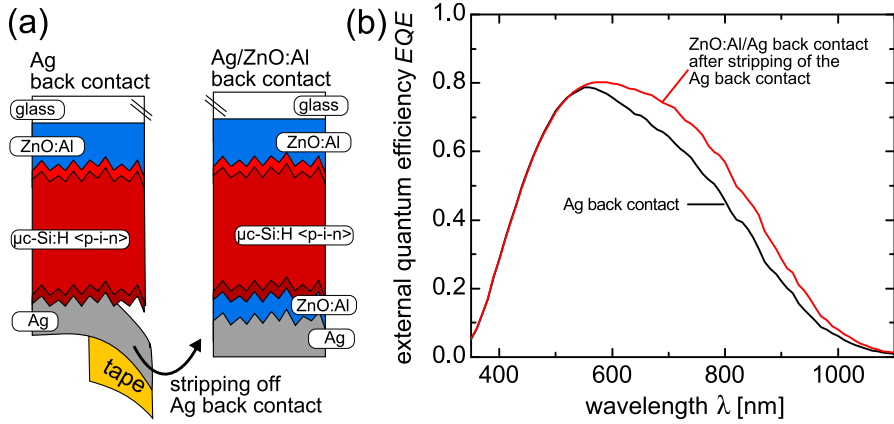 (a)
Ag
back contact
Ag/ZnO:Al
back contact
glass
glass
ZnO:Al
ZnO:Al
µc-Si:H <p-i-n>
µc-Si:H <p-i-n>
ZnO:Al
Ag
Ag
tape
stripping off
Ag back contact
(b)
external quantum efficiency EQE
1.0
0.8
0.6
0.4
0.2
0.0
ZnO:Al/Ag back contact
after stripping of the
Ag back contact
Ag back contact
400
600
800
1000
wavelength λ [nm]